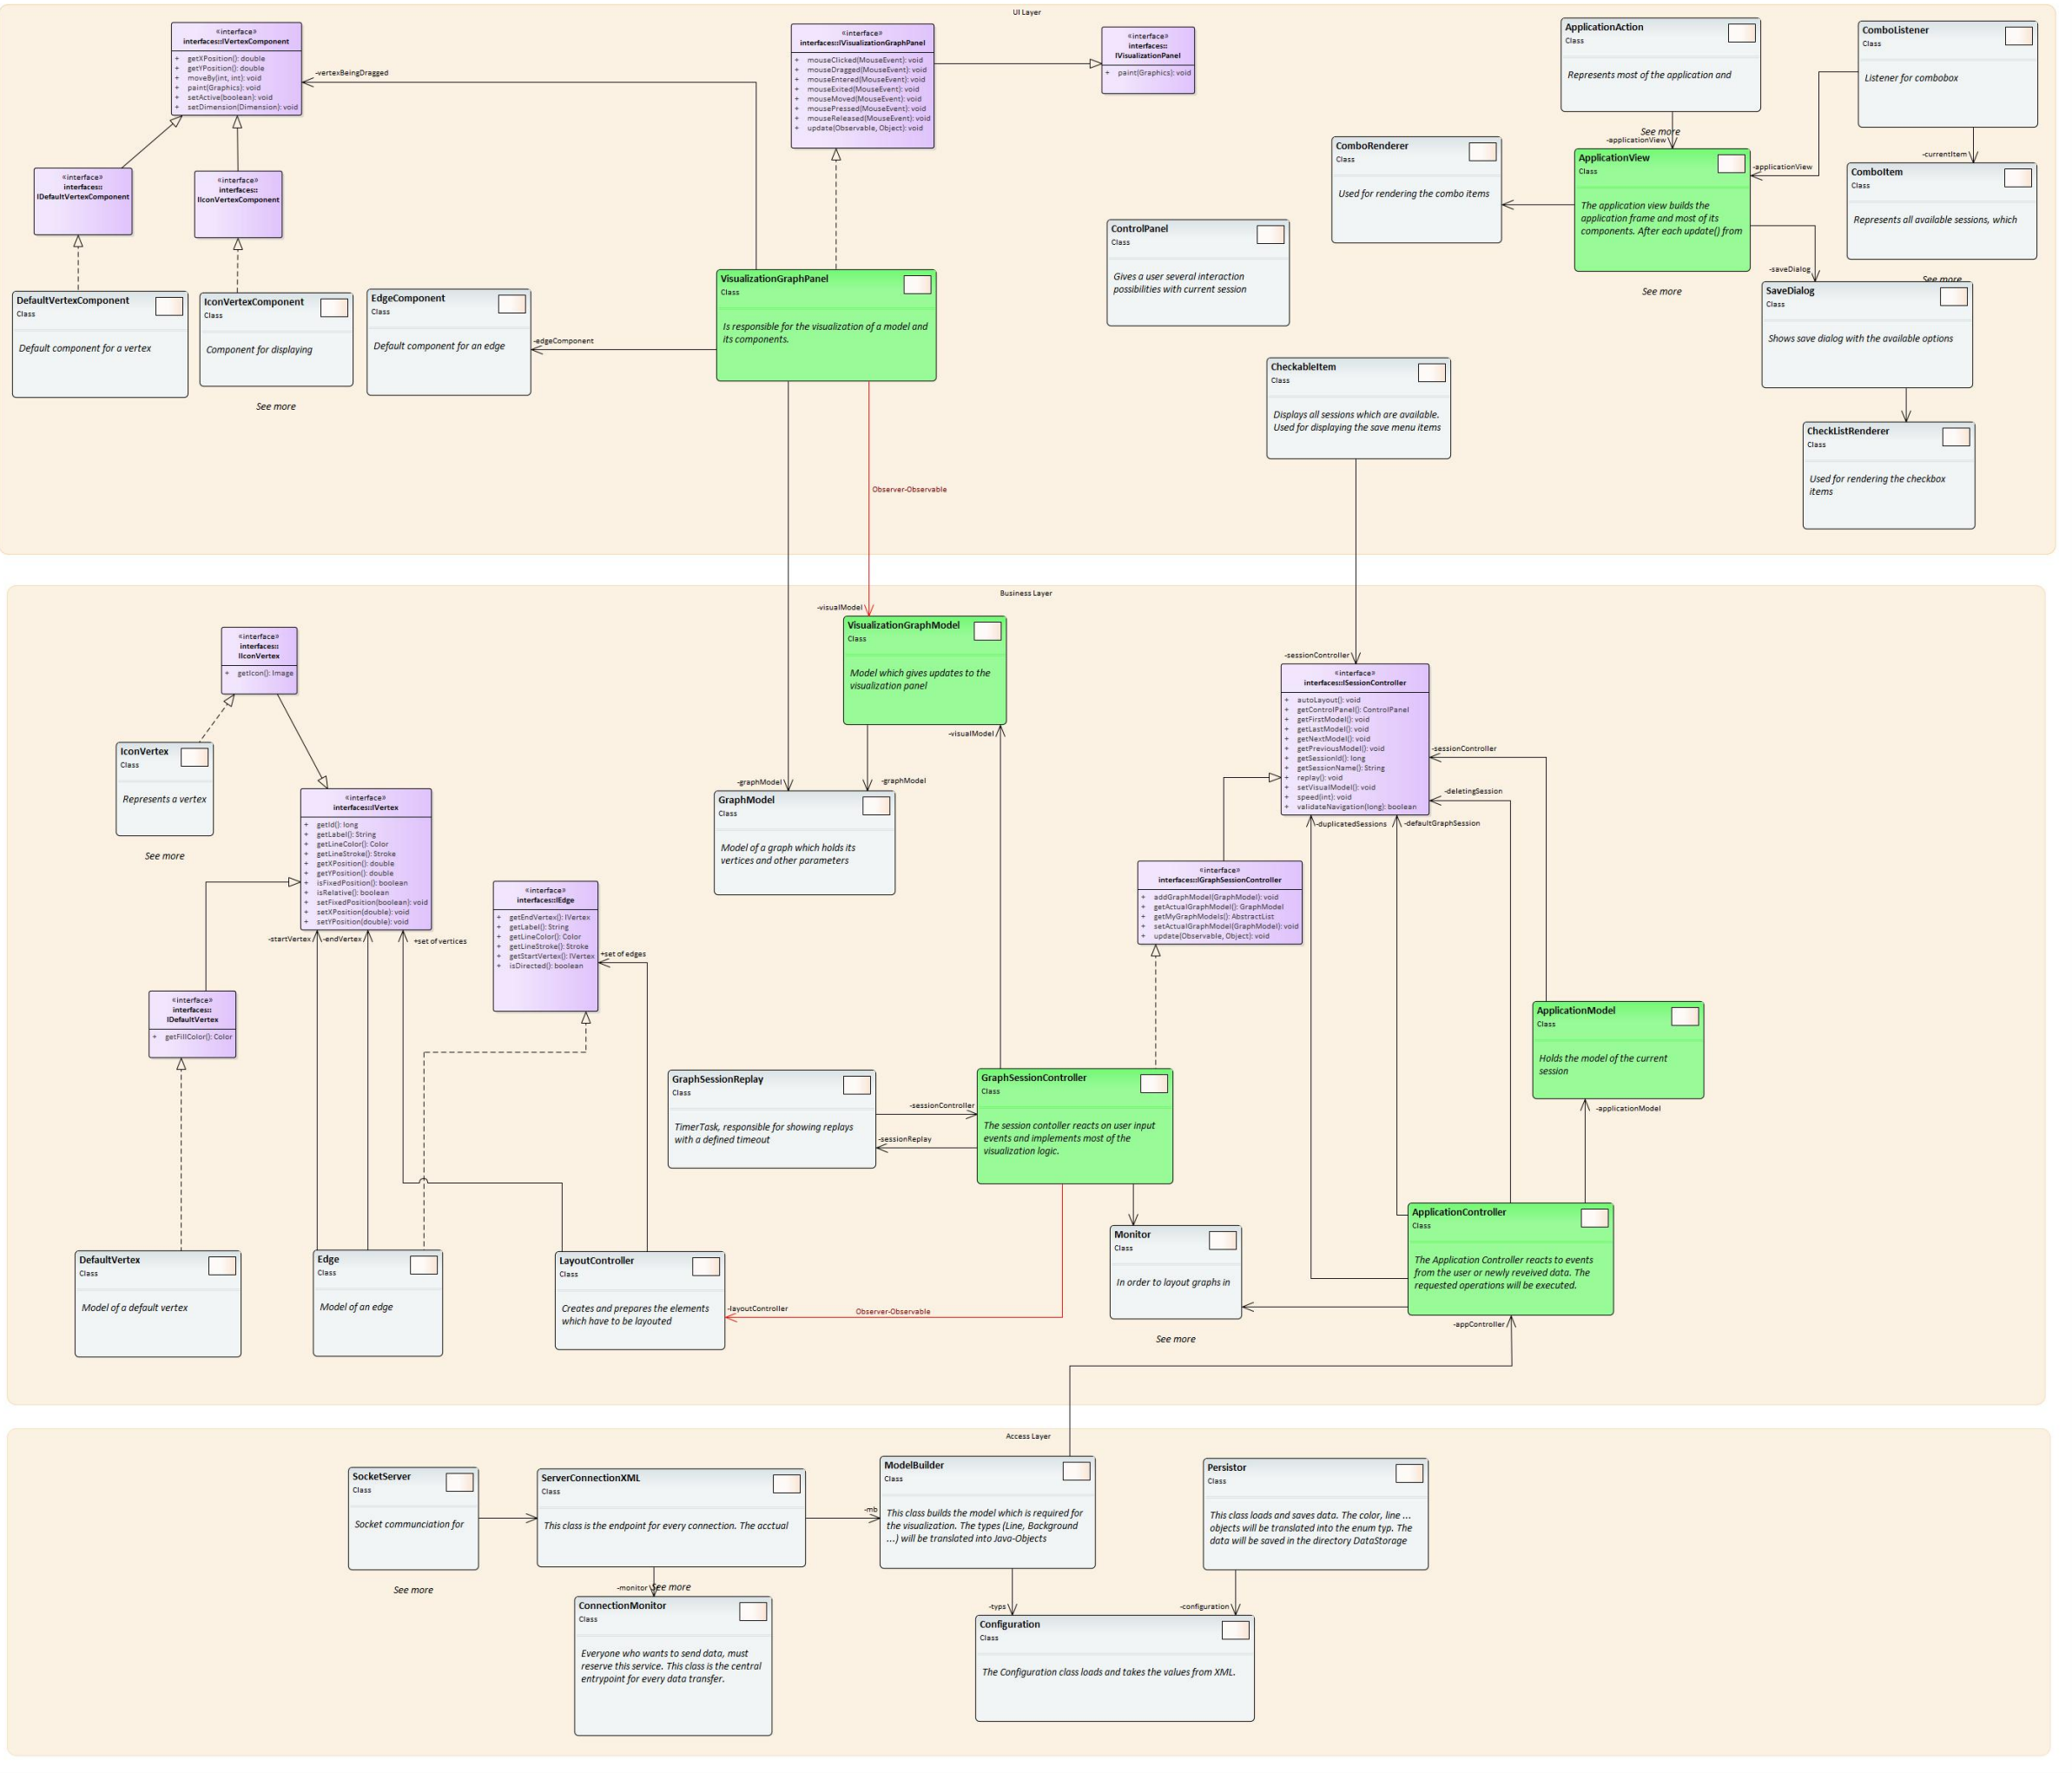 UI Layer
«interface»
interfaces::IVertexComponent
+ getXPosition(): double
+ getYPosition(): double
+ moveBy(int, int): void
+ paint(Graphics): void
+ setActive(boolean): void
+ setDimension(Dimension): void
-vertexBeingDragged
«interface»
interfaces::IVisualizationGraphPanel
+ mouseClicked(MouseEvent): void
+ mouseDragged(MouseEvent): void
+ mouseEntered(MouseEvent): void
+ mouseExited(MouseEvent): void
+ mouseMoved(MouseEvent): void
+ mousePressed(MouseEvent): void
+ mouseReleased(MouseEvent): void
+ update(Observable, Object): void
«interface»
interfaces::
IVisualizationPanel
+ paint(Graphics): void
ApplicationAction
Class
Represents most of the application and
See more
-applicationView
ComboListener
Class
Listener for combobox
-applicationView
-currentItem
«interface»
interfaces::
IDefaultVertexComponent
«interface»
interfaces::
IIconVertexComponent
ComboRenderer
Class
Used for rendering the combo items
ApplicationView
Class
The application view builds the
application frame and most of its
components. After each update() from
See more
ComboItem
Class
Represents all available sessions, which
See more
-saveDialog
ControlPanel
Class
Gives a user several interaction
possibilities with current session
DefaultVertexComponent
Class
Default component for a vertex
IconVertexComponent
Class
Component for displaying
See more
EdgeComponent
Class
Default component for an edge
-edgeComponent
VisualizationGraphPanel
Class
Is responsible for the visualization of a model and
its components.
SaveDialog
Class
Shows save dialog with the available options
CheckableItem
Class
Displays all sessions which are available.
Used for displaying the save menu items
CheckListRenderer
Class
Used for rendering the checkbox
items
Observer-Observable
Business Layer
-visualModel
VisualizationGraphModel
Class
Model which gives updates to the
visualization panel
-visualModel
«interface»
interfaces::
IIconVertex
+ getIcon(): Image
-sessionController
«interface»
interfaces::ISessionController
+ autoLayout(): void
+ getControlPanel(): ControlPanel
+ getFirstModel(): void
+ getLastModel(): void
+ getNextModel(): void
+ getPreviousModel(): void
+ getSessionId(): long
+ getSessionName(): String
+ replay(): void
+ setVisualModel(): void
+ speed(int): void
+ validateNavigation(long): boolean
-sessionController
-deletingSession
-duplicatedSessions
-defaultGraphSession
IconVertex
Class
Represents a vertex
See more
-graphModel
-graphModel
GraphModel
Class
Model of a graph which holds its
vertices and other parameters
«interface»
interfaces::IVertex
+ getId(): long
+ getLabel(): String
+ getLineColor(): Color
+ getLineStroke(): Stroke
+ getXPosition(): double
+ getYPosition(): double
+ isFixedPosition(): boolean
+ isRelative(): boolean
+ setFixedPosition(boolean): void
+ setXPosition(double): void
+ setYPosition(double): void
-startVertex
-endVertex
+set of vertices
«interface»
interfaces::IEdge
+ getEndVertex(): IVertex
+ getLabel(): String
+ getLineColor(): Color
+ getLineStroke(): Stroke
+ getStartVertex(): IVertex
+ isDirected(): boolean
+set of edges
«interface»
interfaces::IGraphSessionController
+ addGraphModel(GraphModel): void
+ getActualGraphModel(): GraphModel
+ getMyGraphModels(): AbstractList
+ setActualGraphModel(GraphModel): void
+ update(Observable, Object): void
«interface»
interfaces::
IDefaultVertex
+ getFillColor(): Color
ApplicationModel
Class
Holds the model of the current
session
-applicationModel
GraphSessionReplay
Class
TimerTask, responsible for showing replays
with a defined timeout
-sessionController
-sessionReplay
GraphSessionController
Class
The session contoller reacts on user input
events and implements most of the
visualization logic.
DefaultVertex
Class
Model of a default vertex
Edge
Class
Model of an edge
LayoutController
Class
Creates and prepares the elements
which have to be layouted
-layoutController
Observer-Observable
Monitor
Class
In order to layout graphs in
See more
ApplicationController
Class
The Application Controller reacts to events
from the user or newly reveived data. The
requested operations will be executed.
-appController
Access Layer
SocketServer
Class
Socket communciation for
See more
ServerConnectionXML
Class
This class is the endpoint for every connection. The acctual
See more
-monitor
-mb
ModelBuilder
Class
This class builds the model which is required for
the visualization. The types (Line, Background
...) will be translated into Java-Objects
Persistor
Class
This class loads and saves data. The color, line ...
objects will be translated into the enum typ. The
data will be saved in the directory DataStorage
ConnectionMonitor
Class
Everyone who wants to send data, must
reserve this service. This class is the central
entrypoint for every data transfer.
-typs
-configuration
Configuration
Class
The Configuration class loads and takes the values from XML.